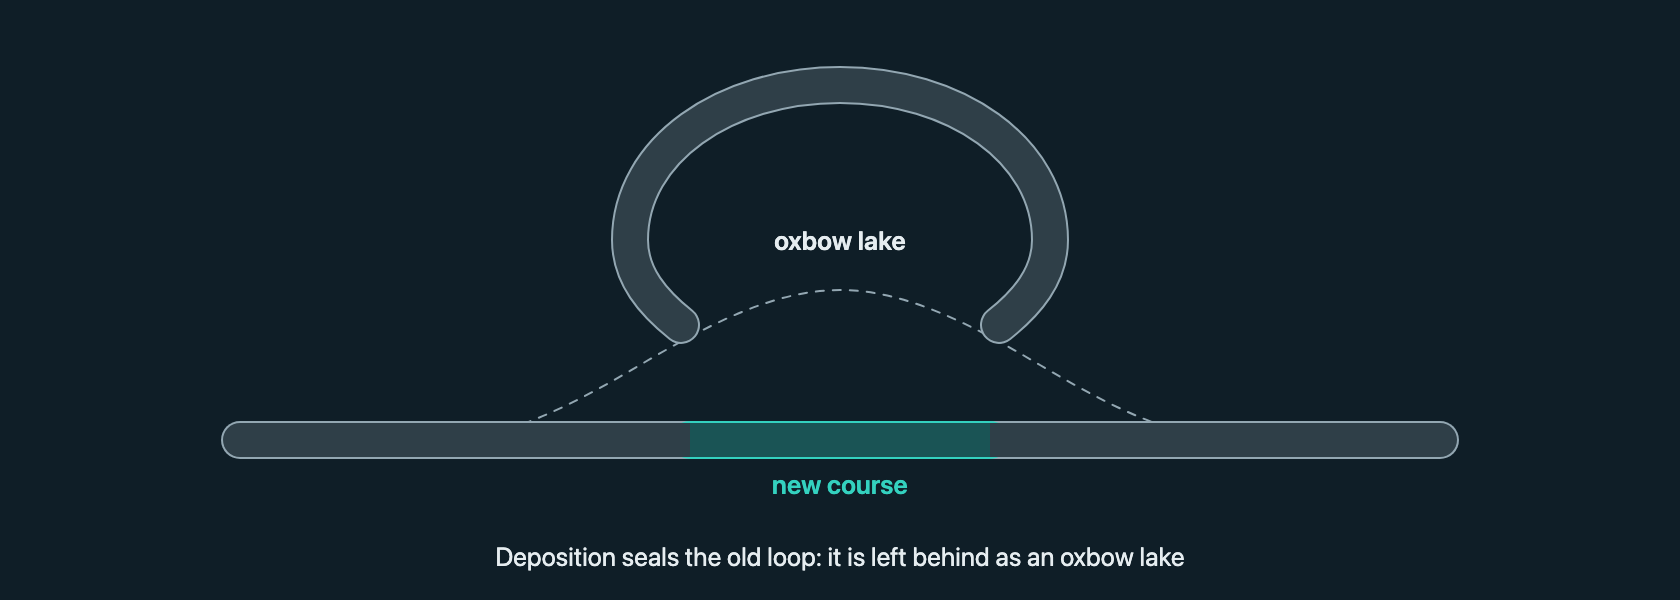 oxbow lake
new course
Deposition seals the old loop: it is left behind as an oxbow lake